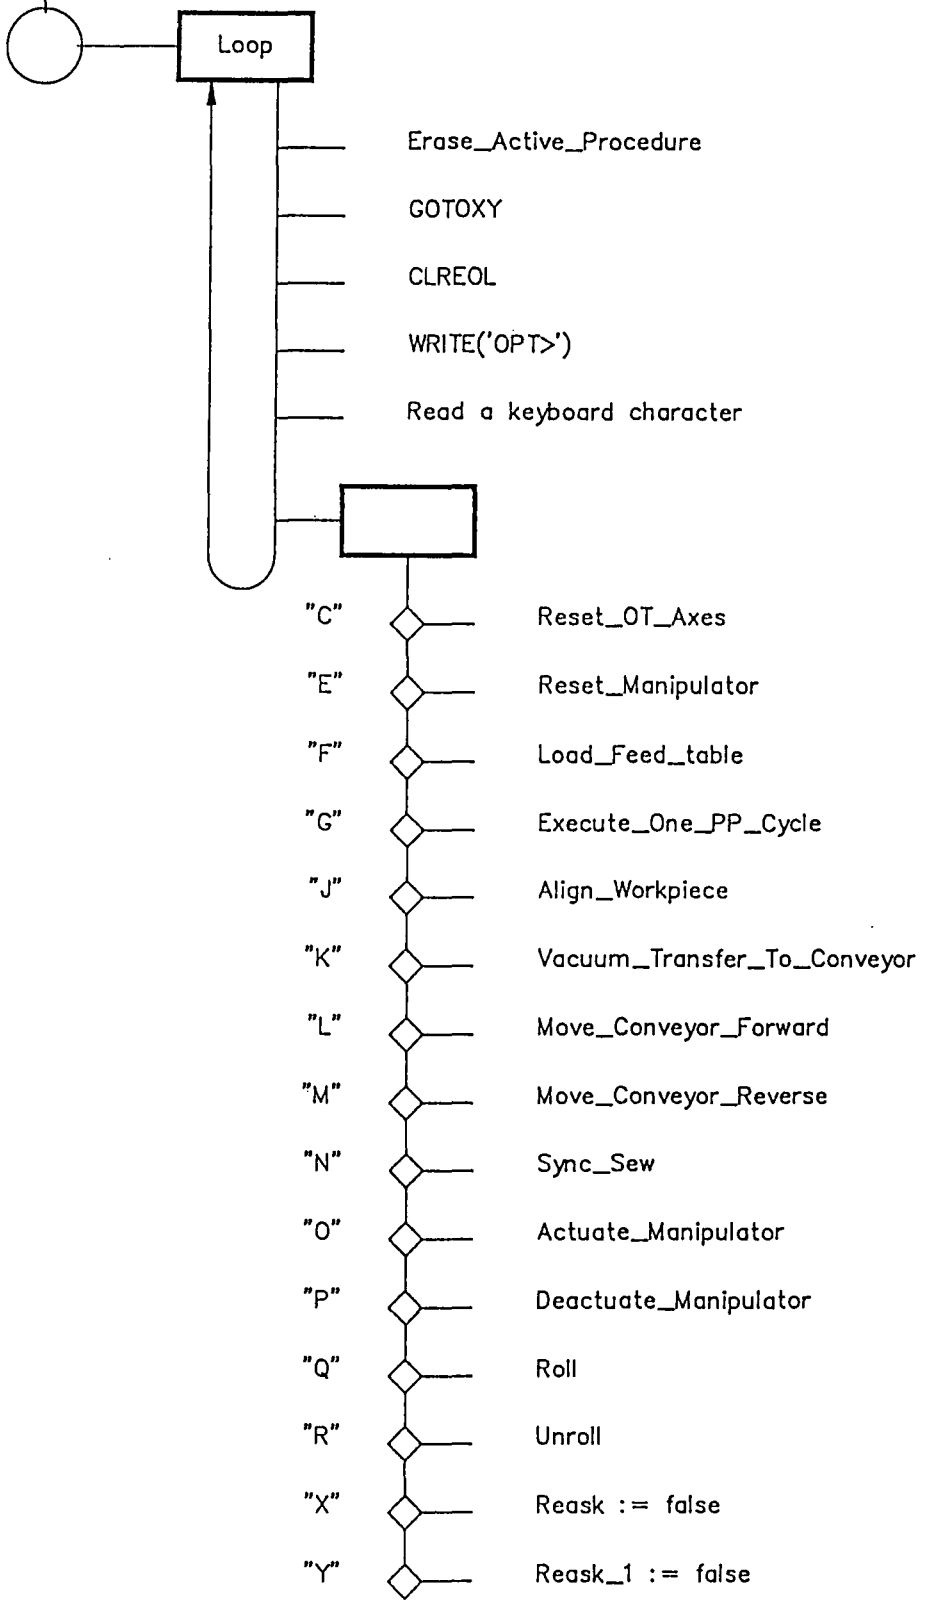 Loop
Erase_Active_Procedure
GOTOXY
CLREOL
WRITE('OPT>')
Read a keyboard character
"C" Reset_OT_Axes
"E" Reset_Manipulator
"F" Load_Feed_table
"G" Execute_One_PP_Cycle
"J" Align_Workpiece
"K" Vacuum_Transfer_To_Conveyor
"L" Move_Conveyor_Forward
"M" Move_Conveyor_Reverse
"N" Sync_Sew
"O" Actuate_Manipulator
"P" Deactuate_Manipulator
"Q" Roll
"R" Unroll
"X" Reask := false
"Y" Reask_1 := false